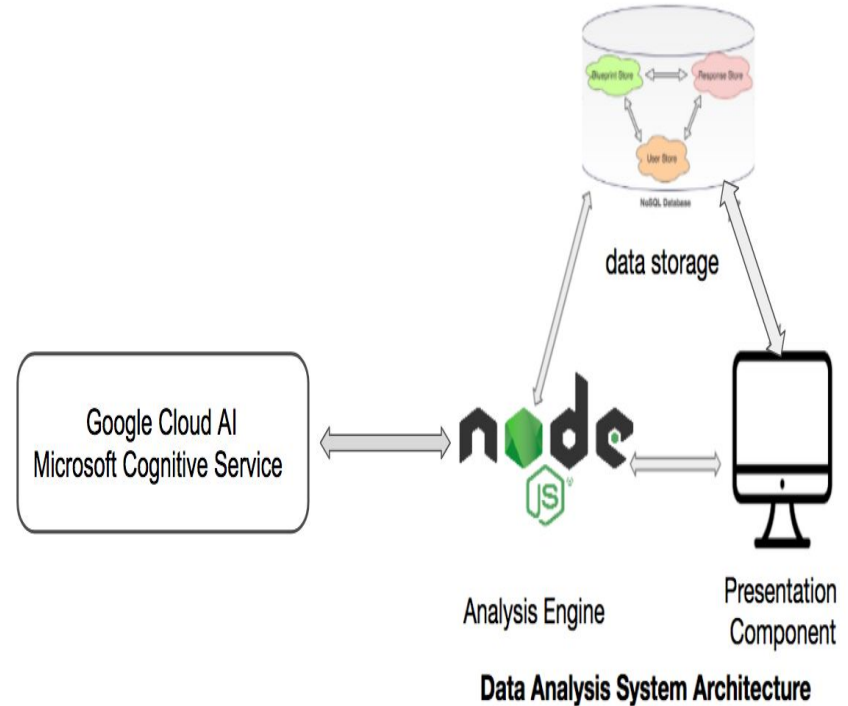 Blueprint Store
Response Store
User Store
NoSQL Database
data storage
Google Cloud AI
Microsoft Cognitive Service
node
JS
Analysis Engine
Presentation
Component
Data Analysis System Architecture